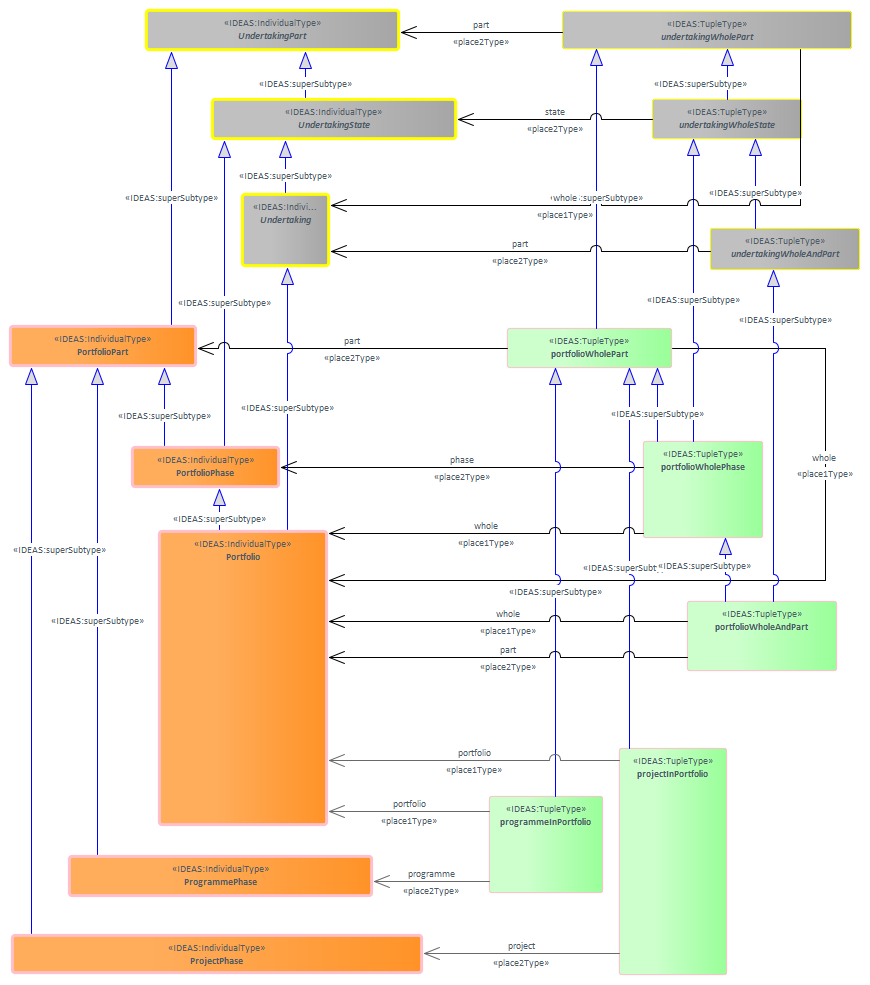 «IDEAS:IndividualType»
UndertakingPart
part
«place2Type»
«IDEAS:TupleType»
undertakingWholePart
«IDEAS:superSubtype»
«IDEAS:superSubtype»
«IDEAS:IndividualType»
UndertakingState
state
«place2Type»
«IDEAS:TupleType»
undertakingWholeState
«IDEAS:superSubtype»
«IDEAS:superSubtype»
whole
:superSubtype»
«IDEAS:superSubtype»
«IDEAS:Indivi...
Undertaking
«place1Type»
part
«place2Type»
«IDEAS:TupleType»
undertakingWholeAndPart
«IDEAS:superSubtype»
«IDEAS:superSubtype»
«IDEAS:superSubtype»
«IDEAS:IndividualType»
PortfolioPart
part
«place2Type»
«IDEAS:TupleType»
portfolioWholePart
«IDEAS:superSubtype»
«IDEAS:superSubtype»
«IDEAS:superSubtype»
«IDEAS:IndividualType»
PortfolioPhase
phase
«place2Type»
«IDEAS:TupleType»
portfolioWholePhase
whole
«place1Type»
«IDEAS:superSubtype»
whole
«place1Type»
«IDEAS:IndividualType»
Portfolio
«IDEAS:superSubtype»
«IDEAS:superSubt
«IDEAS:superSubtype»
«IDEAS:superSubtype»
«IDEAS:superSubtype»
whole
«place1Type»
«IDEAS:TupleType»
portfolioWholeAndPart
part
«place2Type»
portfolio
«place1Type»
«IDEAS:TupleType»
projectInPortfolio
portfolio
«place1Type»
«IDEAS:TupleType»
programmeInPortfolio
«IDEAS:IndividualType»
ProgrammePhase
programme
«place2Type»
«IDEAS:IndividualType»
ProjectPhase
project
«place2Type»